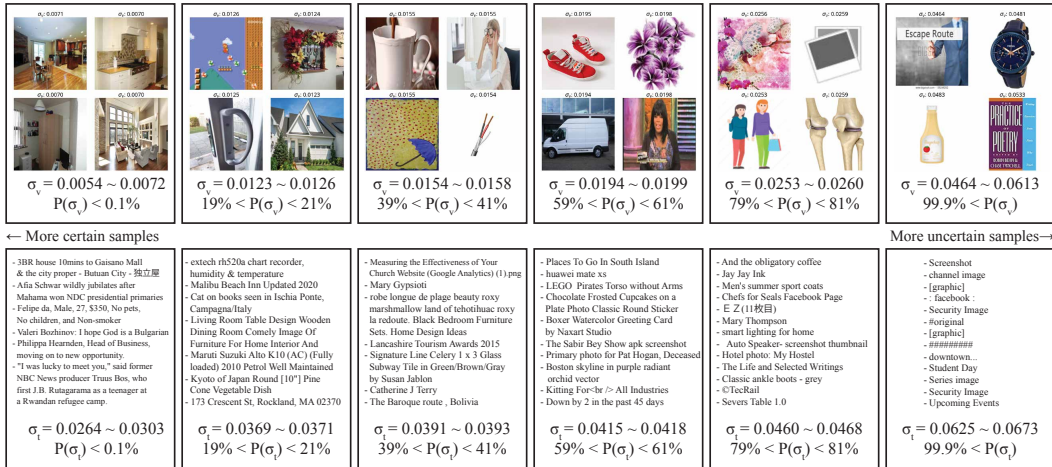 σv: 0.0071
σv: 0.0070
σv: 0.0070
σv: 0.0070
σv = 0.0054 ~ 0.0072
P(σv) < 0.1%
σv: 0.0126
σv: 0.0124
σv: 0.0125
σv: 0.0123
σv = 0.0123 ~ 0.0126
19% < P(σv) < 21%
σv: 0.0155
σv: 0.0155
σv: 0.0155
σv: 0.0154
σv = 0.0154 ~ 0.0158
39% < P(σv) < 41%
σv: 0.0195
σv: 0.0198
σv: 0.0194
σv: 0.0198
σv = 0.0194 ~ 0.0199
59% < P(σv) < 61%
σv: 0.0256
σv: 0.0259
σv: 0.0253
σv: 0.0254
σv = 0.0253 ~ 0.0260
79% < P(σv) < 81%
σv: 0.0464
σv: 0.0481
Escape Route
σv: 0.0483
σv: 0.0533
THE
PRACTICE
OF
POETRY
σv = 0.0464 ~ 0.0613
99.9% < P(σv)
← More certain samples
More uncertain samples→
- 3BR house 10mins to Gaisano Mall
& the city proper - Butuan City - 独立屋
- Afia Schwar wildly jubilates after
Mahama won NDC presidential primaries
- Felipe da, Male, 27, $350, No pets,
No children, and Non-smoker
- Valeri Bozhinov: I hope God is a Bulgarian
- Philippa Hearnden, Head of Business,
moving on to new opportunity.
- "I was lucky to meet you," said former
NBC News producer Truus Bos, who
first J.B. Rutagarama as a teenager at
a Rwandan refugee camp.
σt = 0.0264 ~ 0.0303
P(σt) < 0.1%
- extech rh520a chart recorder,
humidity & temperature
- Malibu Beach Inn Updated 2020
- Cat on books seen in Ischia Ponte,
Campagna/Italy
- Living Room Table Design Wooden
Dining Room Comely Image Of
Furniture For Home Interior And
- Maruti Suzuki Alto K10 (AC) (Fully
loaded) 2010 Petrol Well Maintained
- Kyoto of Japan Round [10"] Pine
Cone Vegetable Dish
- 173 Crescent St, Rockland, MA 02370
σt = 0.0369 ~ 0.0371
19% < P(σt) < 21%
- Measuring the Effectiveness of Your
Church Website (Google Analytics) (1).png
- Mary Gypsioti
- robe longue de plage beauty roxy
marshmallow land of tehotihuac roxy
la redoute. Black Bedroom Furniture
Sets. Home Design Ideas
- Lancashire Tourism Awards 2015
- Signature Line Celery 1 x 3 Glass
Subway Tile in Green/Brown/Gray
by Susan Jablon
- Catherine J Terry
- The Baroque route , Bolivia
σt = 0.0391 ~ 0.0393
39% < P(σt) < 41%
- Places To Go In South Island
- huawei mate xs
- LEGO Pirates Torso without Arms
- Chocolate Frosted Cupcakes on a
Plate Photo Classic Round Sticker
- Boxer Watercolor Greeting Card
by Naxart Studio
- The Sabir Bey Show apk screenshot
- Primary photo for Pat Hogan, Deceased
- Boston skyline in purple radiant
orchid vector
- Kitting For<br /> All Industries
- Down by 2 in the past 45 days
σt = 0.0415 ~ 0.0418
59% < P(σt) < 61%
- And the obligatory coffee
- Jay Jay Ink
- Men's summer sport coats
- Chefs for Seals Facebook Page
- E Z(11枚目)
- Mary Thompson
- smart lighting for home
- Auto Speaker- screenshot thumbnail
- Hotel photo: My Hostel
- The Life and Selected Writings
- Classic ankle boots - grey
- ©TecRail
- Severs Table 1.0
σt = 0.0460 ~ 0.0468
79% < P(σt) < 81%
- Screenshot
- channel image
- [graphic]
- : facebook :
- Security Image
- #original
- [graphic]
- #########
- downtown...
- Student Day
- Series image
- Security Image
- Upcoming Events
σt = 0.0625 ~ 0.0673
99.9% < P(σt)